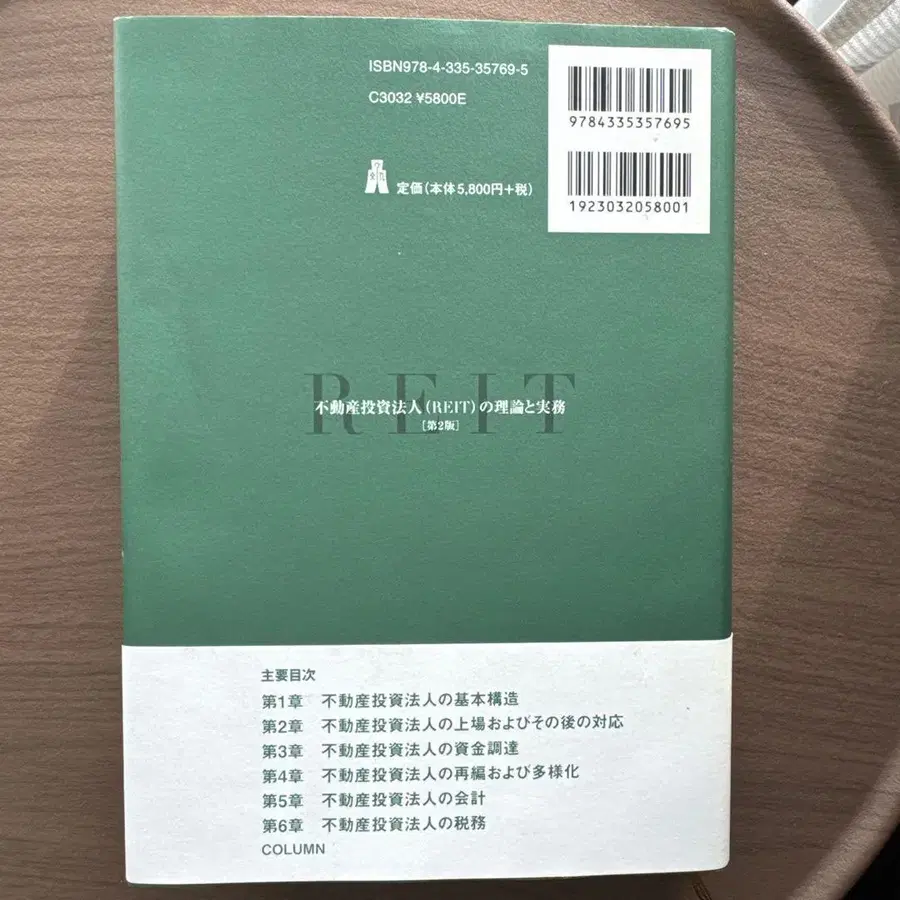 ISBN978-4-335-35769-5
C3032 ¥5800E
定価(本体5,800円+税)
9784335357695
1923032058001
REIT
不動産投資法人(REIT)の理論と実務
[第2版]
主要目次
第1章 不動産投資法人の基本構造
第2章 不動産投資法人の上場およびその後の対応
第3章 不動産投資法人の資金調達
第4章 不動産投資法人の再編および多様化
第5章 不動産投資法人の会計
第6章 不動産投資法人の税務
COLUMN